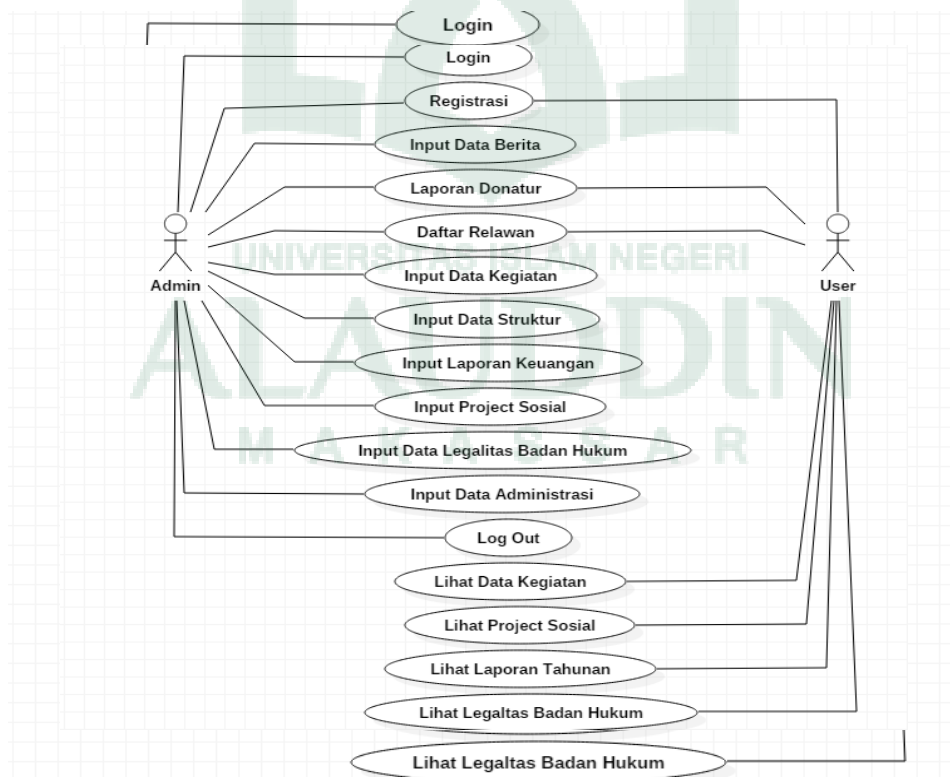 Login
Login
Registrasi
Input Data Berita
Laporan Donatur
Daftar Relawan
UNIVERSITAS ISLAM NEGERI
Input Data Kegiatan
Admin
User
Input Data Struktur
ALAUDDIN
Input Laporan Keuangan
Input Project Sosial
MAKASSAR
Input Data Legalitas Badan Hukum
Input Data Administrasi
Log Out
Lihat Data Kegiatan
Lihat Project Sosial
Lihat Laporan Tahunan
Lihat Legaltas Badan Hukum
Lihat Legaltas Badan Hukum